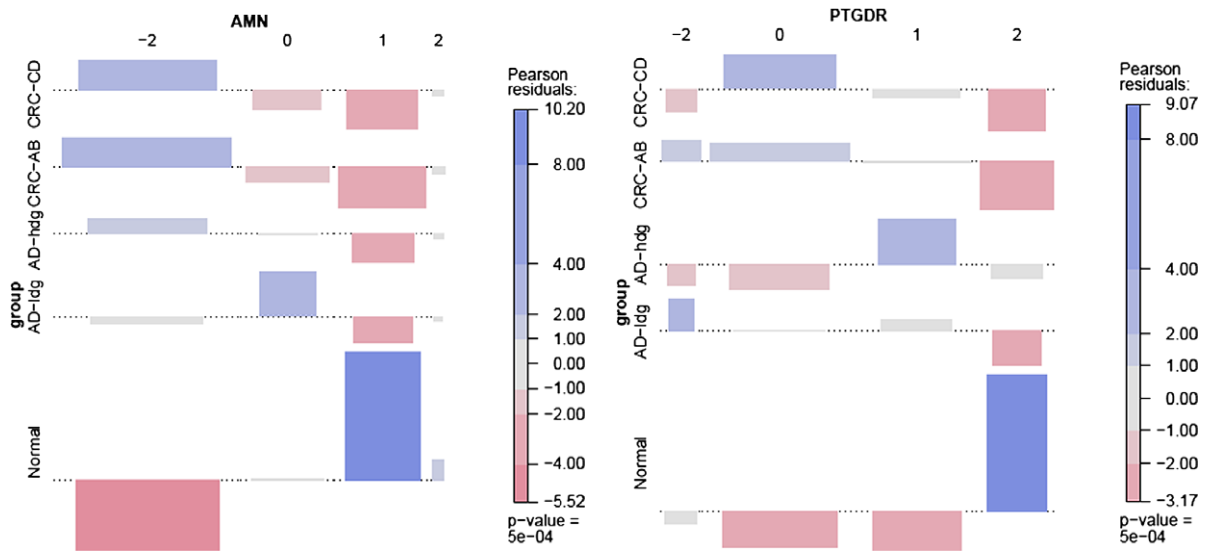 AMN
−2 0 1 2
group
CRC−CD
CRC−AB
AD−hdg
AD−ldg
Normal
Pearson
residuals:
10.20
8.00
4.00
2.00
1.00
0.00
−1.00
−2.00
−4.00
−5.52
p−value =
5e−04
PTGDR
−2 0 1 2
group
CRC−CD
CRC−AB
AD−hdg
AD−ldg
Normal
Pearson
residuals:
9.07
8.00
4.00
2.00
1.00
0.00
−1.00
−2.00
−3.17
p−value =
5e−04